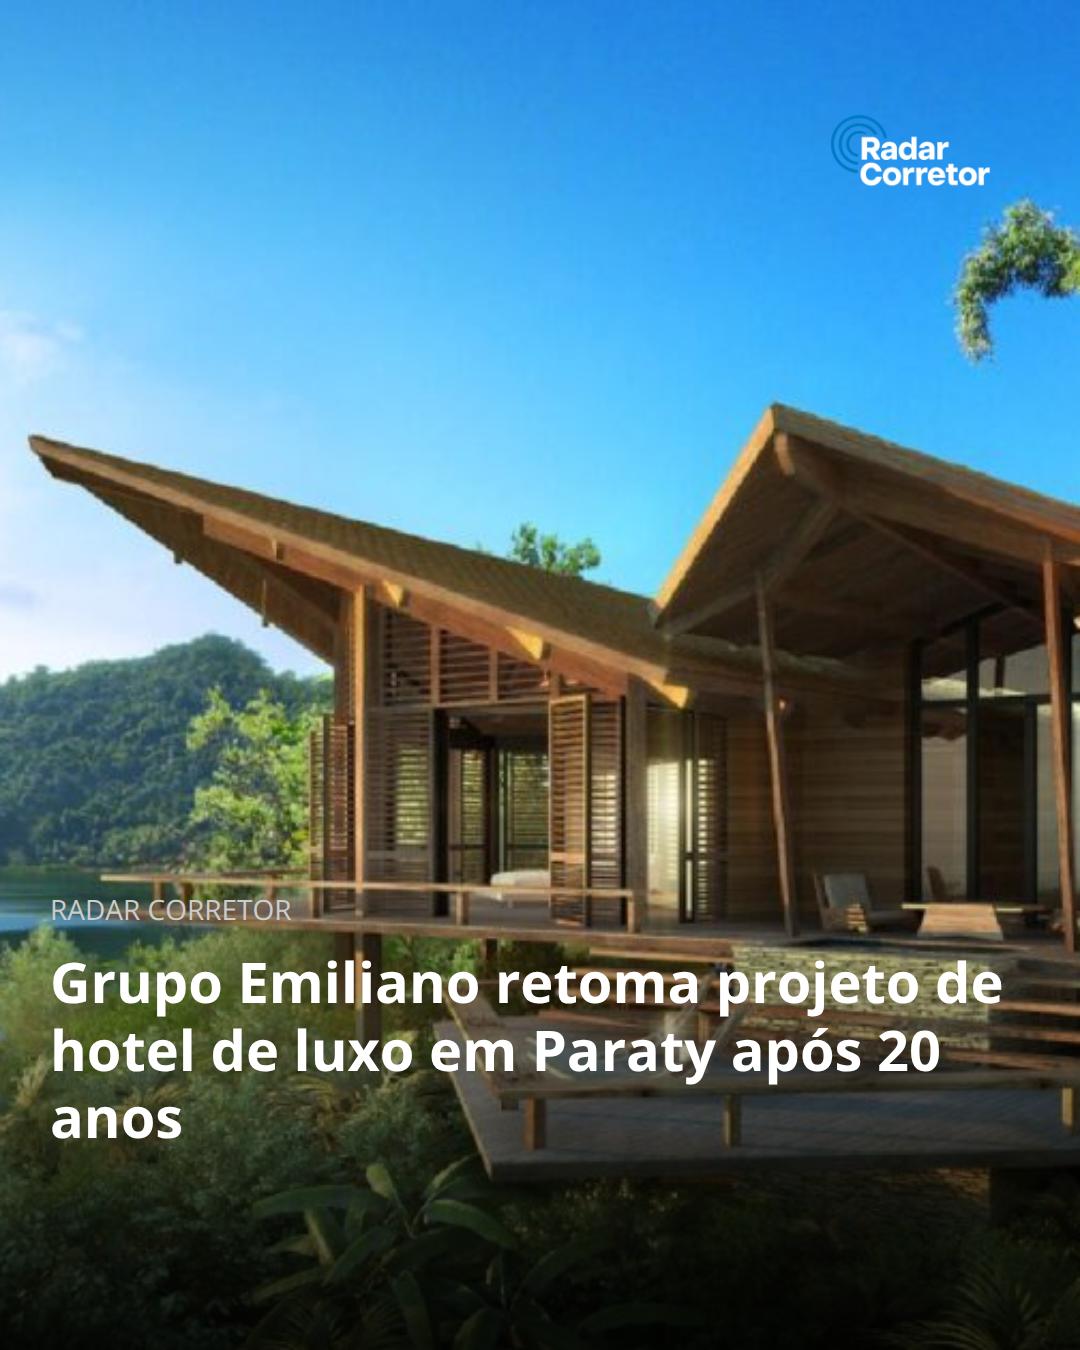 Radar
Corretor
RADAR CORRETOR
Grupo Emiliano retoma projeto de
hotel de luxo em Paraty após 20
anos